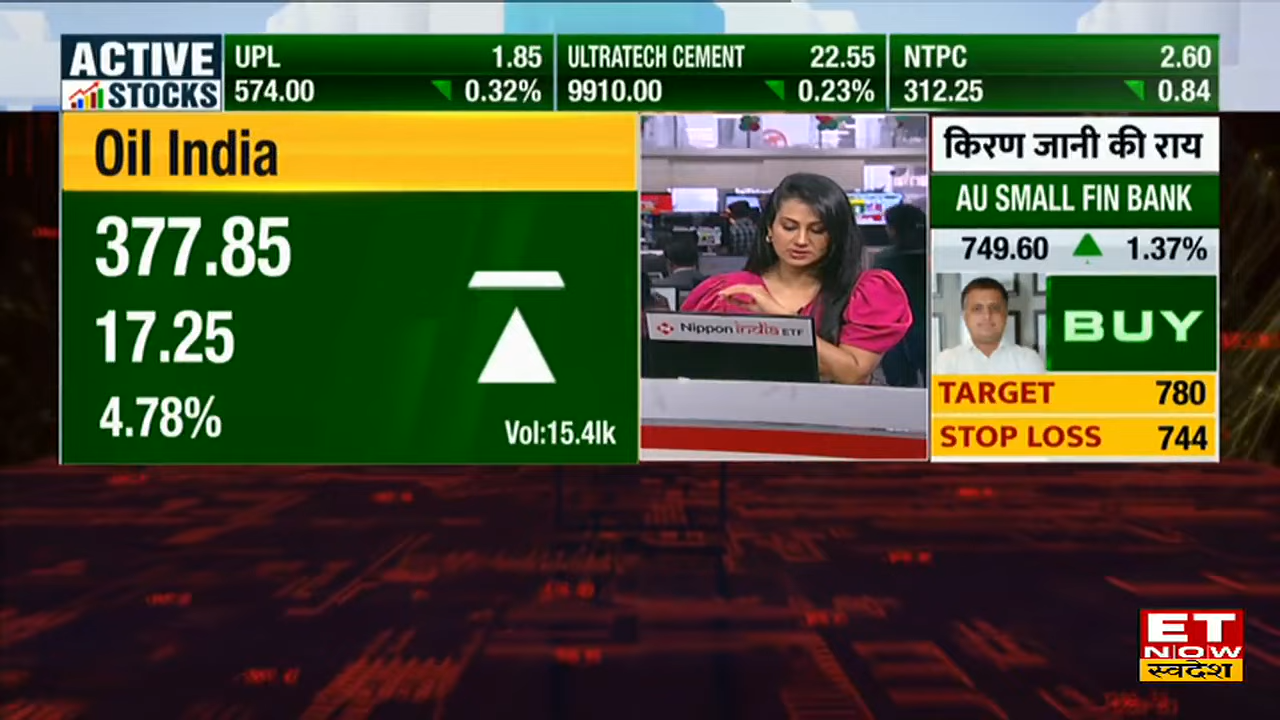 ACTIVE
STOCKS
UPL 1.85
574.00 0.32%
ULTRATECH CEMENT 22.55
9910.00 0.23%
NTPC 2.60
312.25 0.84
Oil India
377.85
17.25
4.78%
Vol:15.4lk
Nippon india ETF
किरण जानी की राय
AU SMALL FIN BANK
749.60 1.37%
BUY
TARGET 780
STOP LOSS 744
ET
NOW
स्वदेश